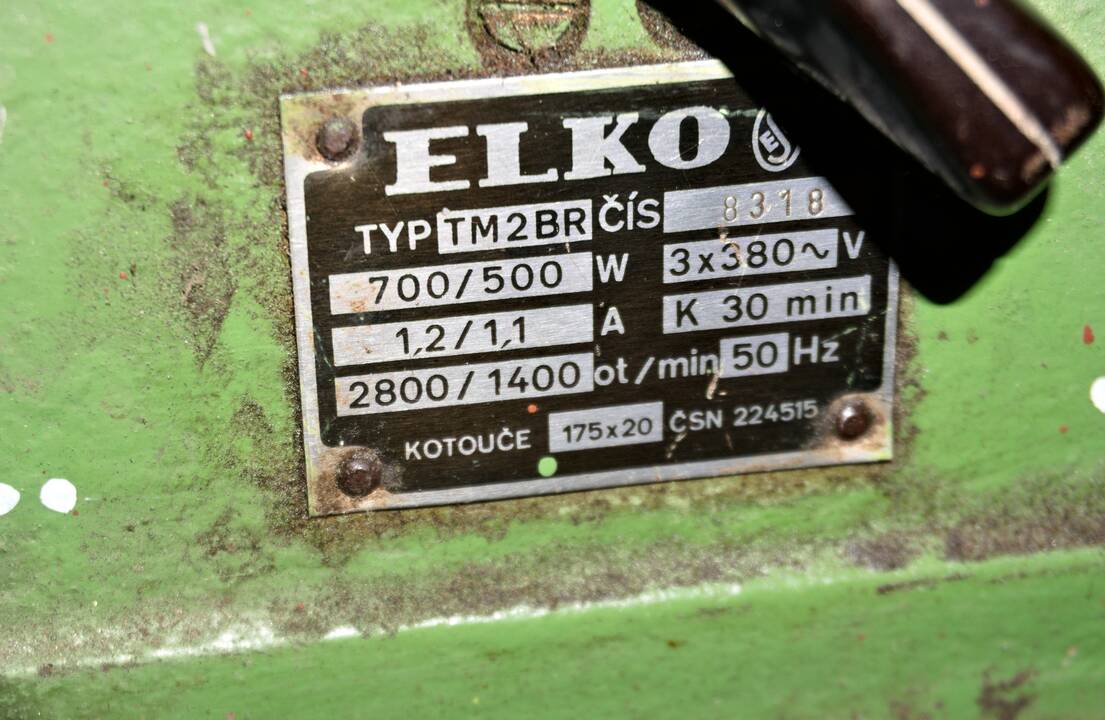 ELKO ESČ
TYP TM2BR ČÍS 8318
700/500 W 3x380~ V
1,2/1,1 A K 30 min
2800/1400 ot/min 50 Hz
KOTOUČE 175x20 ČSN 224515